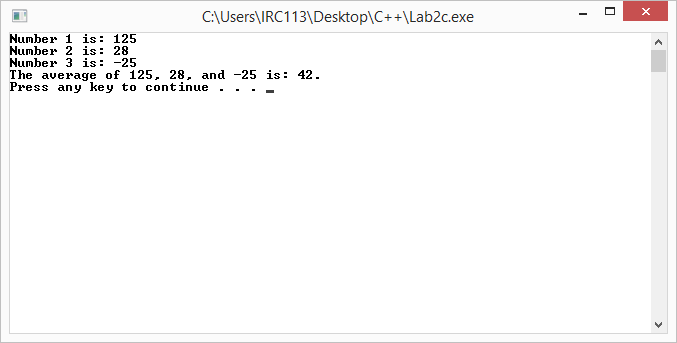 C:\Users\IRC113\Desktop\C++\Lab2c.exe
Number 1 is: 125
Number 2 is: 28
Number 3 is: -25
The average of 125, 28, and -25 is: 42.
Press any key to continue . . .